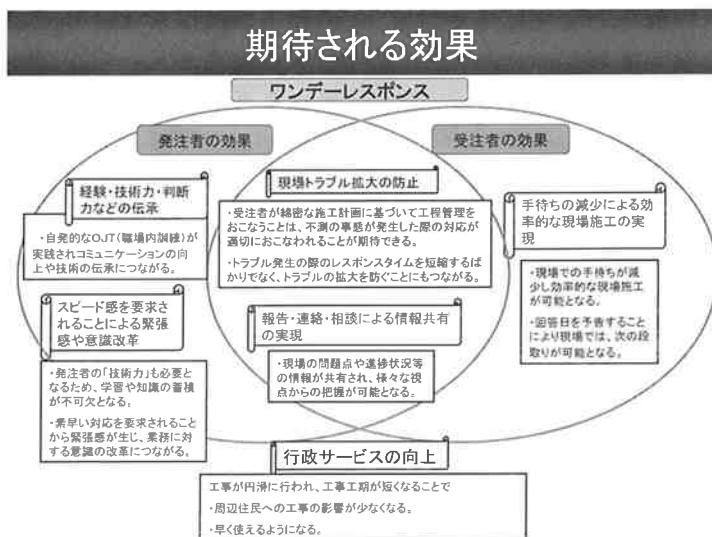 期待される効果
ワンデーレスポンス
発注者の効果
受注者の効果
経験・技術力・判断
力などの伝承
・自発的なOJT(職場内訓練)が
実践されコミュニケーションの向
上や技術の伝承につながる。
スピード感を要求さ
れることによる緊張
感や意識改革
・発注者の「技術力」も必要と
なるため、学習や知識の蓄積
が不可欠となる。
・素早い対応を要求されること
から緊張感が生じ、業務に対
する意識の改革につながる。
現場トラブル拡大の防止
・受注者が綿密な施工計画に基づいて工程管理を
おこなうことは、不測の事態が発生した際の対応が
適切におこなわれることが期待できる。
・トラブル発生の際のレスポンスタイムを短縮するば
かりでなく、トラブルの拡大を防ぐことにもつながる。
報告・連絡・相談による情報共有
の実現
・現場の問題点や進捗状況等
の情報が共有され、様々な視
点からの把握が可能となる。
手待ちの減少による効
率的な現場施工の実
現
・現場での手待ちが減
少し効率的な現場施工
が可能となる。
・回答日を予告すること
により現場では、次の段
取りが可能となる。
行政サービスの向上
工事が円滑に行われ、工事工期が短くなることで
・周辺住民への工事の影響が少なくなる。
・早く使えるようになる。